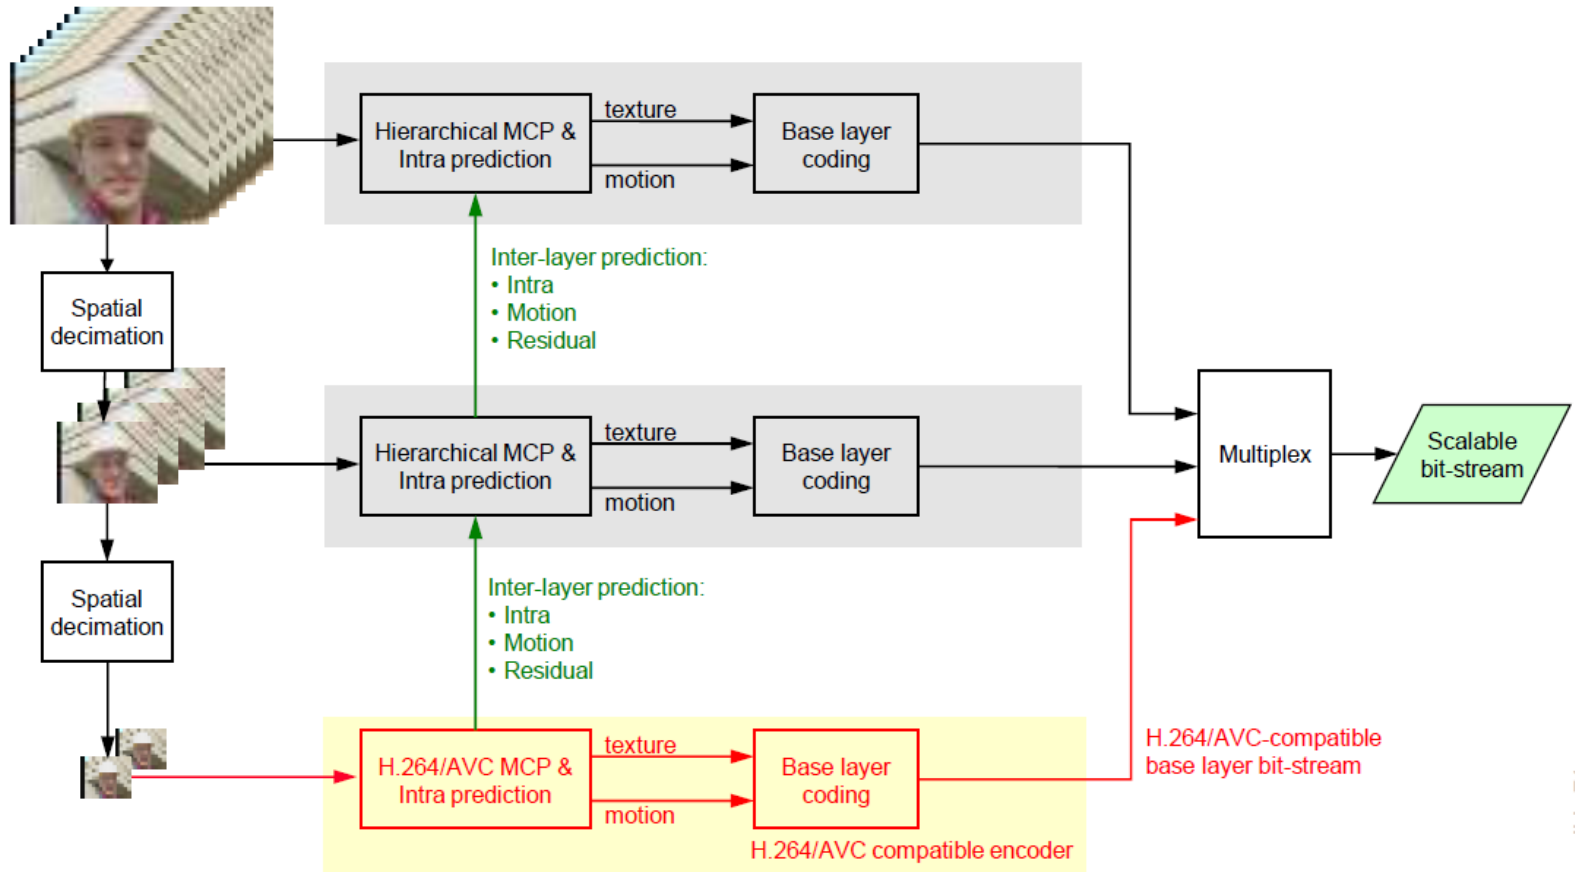 texture
Hierarchical MCP &
Intra prediction
Base layer
coding
motion
Inter-layer prediction:
• Intra
• Motion
• Residual
Spatial
decimation
texture
Hierarchical MCP &
Intra prediction
Base layer
coding
motion
Multiplex
Scalable
bit-stream
Inter-layer prediction:
• Intra
• Motion
• Residual
Spatial
decimation
texture
H.264/AVC MCP &
Intra prediction
Base layer
coding
motion
H.264/AVC-compatible
base layer bit-stream
H.264/AVC compatible encoder